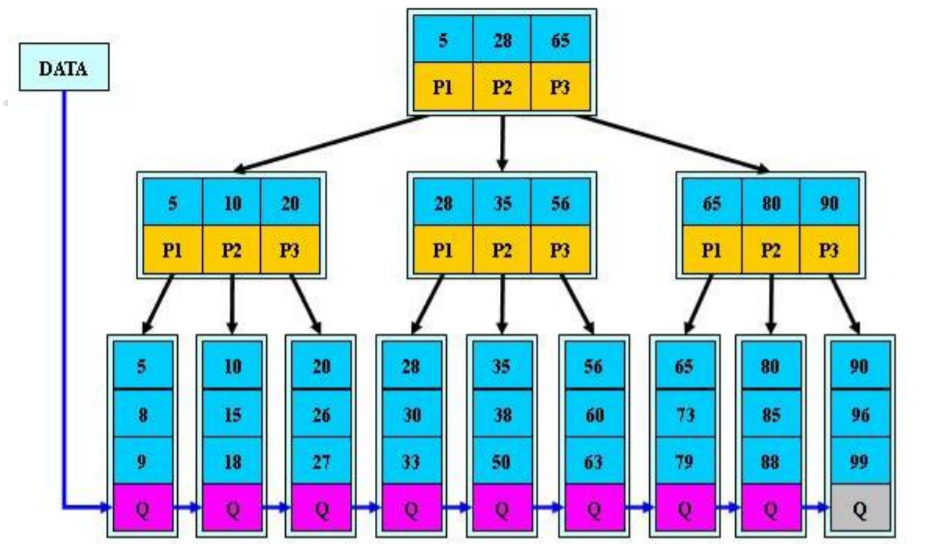 5 28 65
DATA
P1 P2 P3
5 10 20 28 35 56 65 80 90
P1 P2 P3 P1 P2 P3 P1 P2 P3
5 10 20 28 35 56 65 80 90
8 15 26 30 38 60 73 85 96
9 18 27 33 50 63 79 88 99
Q Q Q Q Q Q Q Q Q